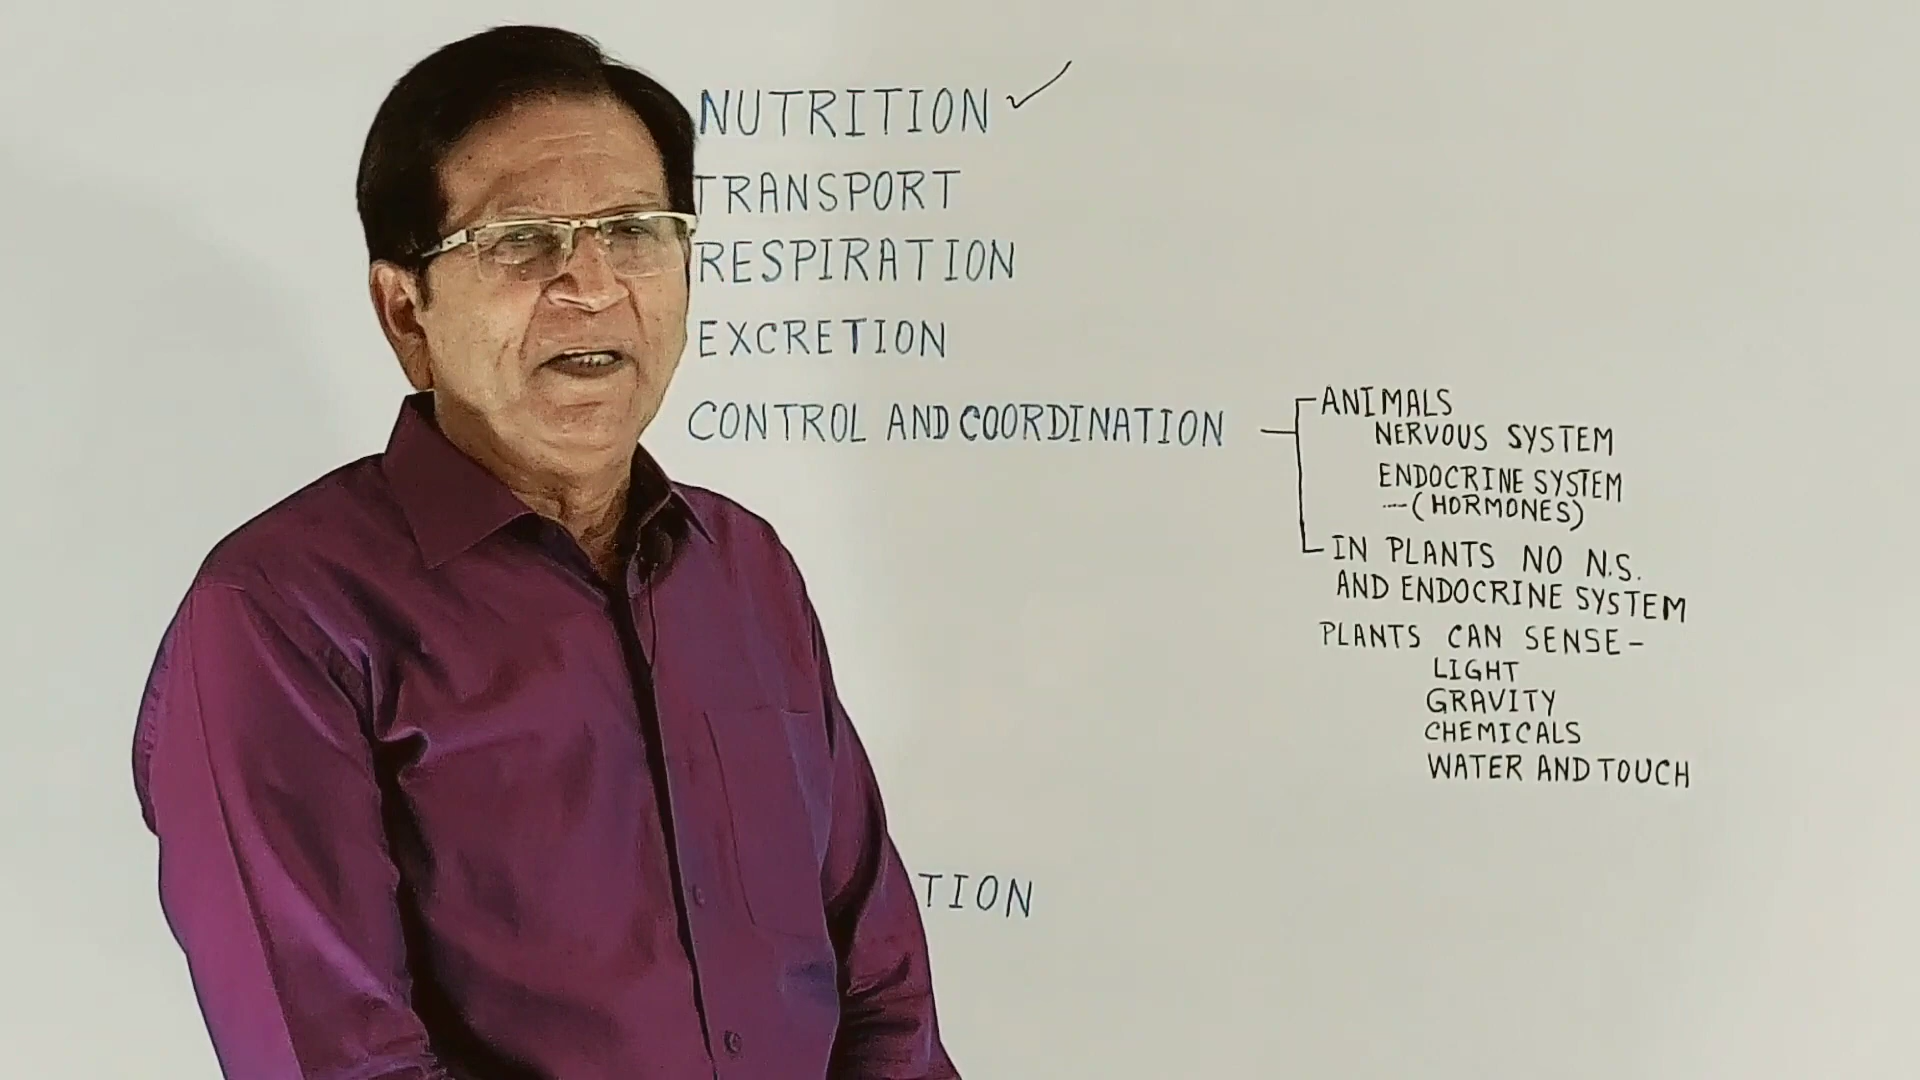 NUTRITION ✓
TRANSPORT
RESPIRATION
EXCRETION
CONTROL AND COORDINATION
ANIMALS
NERVOUS SYSTEM
ENDOCRINE SYSTEM
---(HORMONES)
IN PLANTS NO N.S.
AND ENDOCRINE SYSTEM
PLANTS CAN SENSE-
LIGHT
GRAVITY
CHEMICALS
WATER AND TOUCH